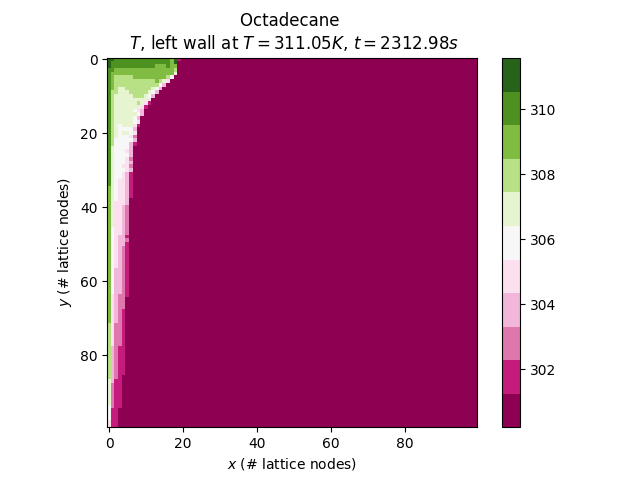 Octadecane
T, left wall at T = 311.05K, t = 2312.98s
0
20
40
60
80
y (# lattice nodes)
0 20 40 60 80
x (# lattice nodes)
310
308
306
304
302